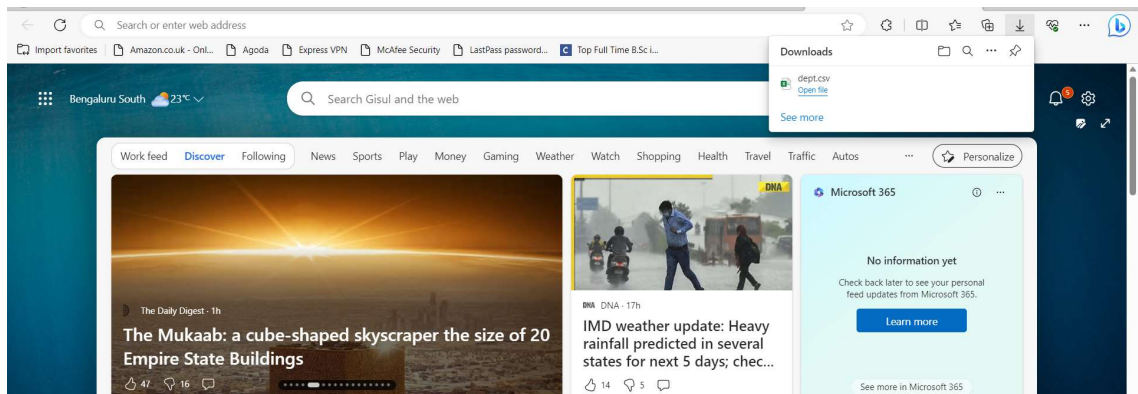 Search or enter web address
Import favorites Amazon.co.uk - Onl... Agoda Express VPN McAfee Security LastPass password... Top Full Time B.Sc i...
Downloads
dept.csv
Open file
See more
Bengaluru South 23°C
Search Gisul and the web
5
Work feed Discover Following News Sports Play Money Gaming Weather Watch Shopping Health Travel Traffic Autos ... Personalize
The Daily Digest · 1h
The Mukaab: a cube-shaped skyscraper the size of 20
Empire State Buildings
47 16
DNA
DNA DNA · 17h
IMD weather update: Heavy
rainfall predicted in several
states for next 5 days; chec...
14 5
Microsoft 365
No information yet
Check back later to see your personal
feed updates from Microsoft 365.
Learn more
See more in Microsoft 365